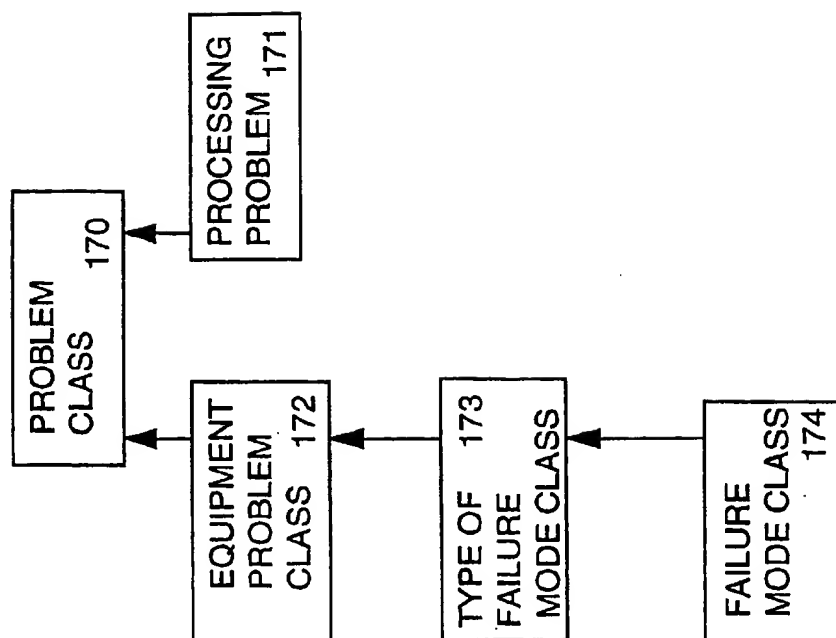 PROBLEM
CLASS 170
PROCESSING
PROBLEM 171
EQUIPMENT
PROBLEM
CLASS 172
TYPE OF 173
FAILURE
MODE CLASS
FAILURE
MODE CLASS
174